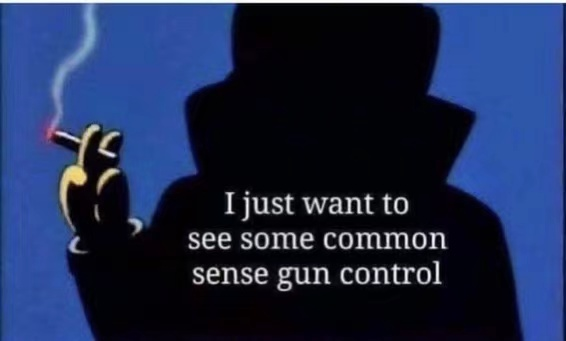 I just want to
see some common
sense gun control